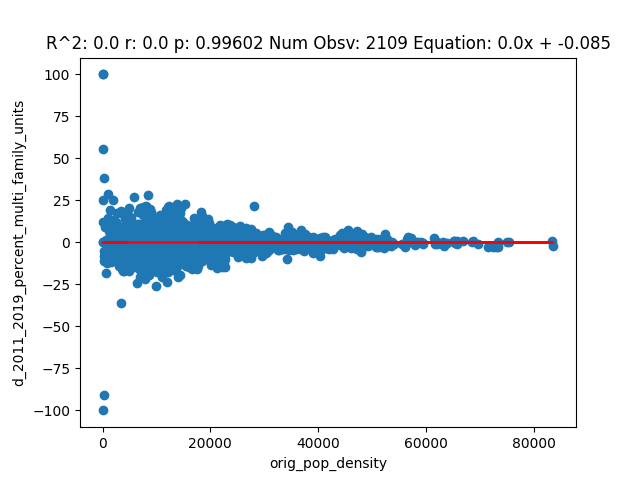 R^2: 0.0 r: 0.0 p: 0.99602 Num Obsv: 2109 Equation: 0.0x + -0.085
100
75
50
25
0
−25
−50
−75
−100
d_2011_2019_percent_multi_family_units
0 20000 40000 60000 80000
orig_pop_density